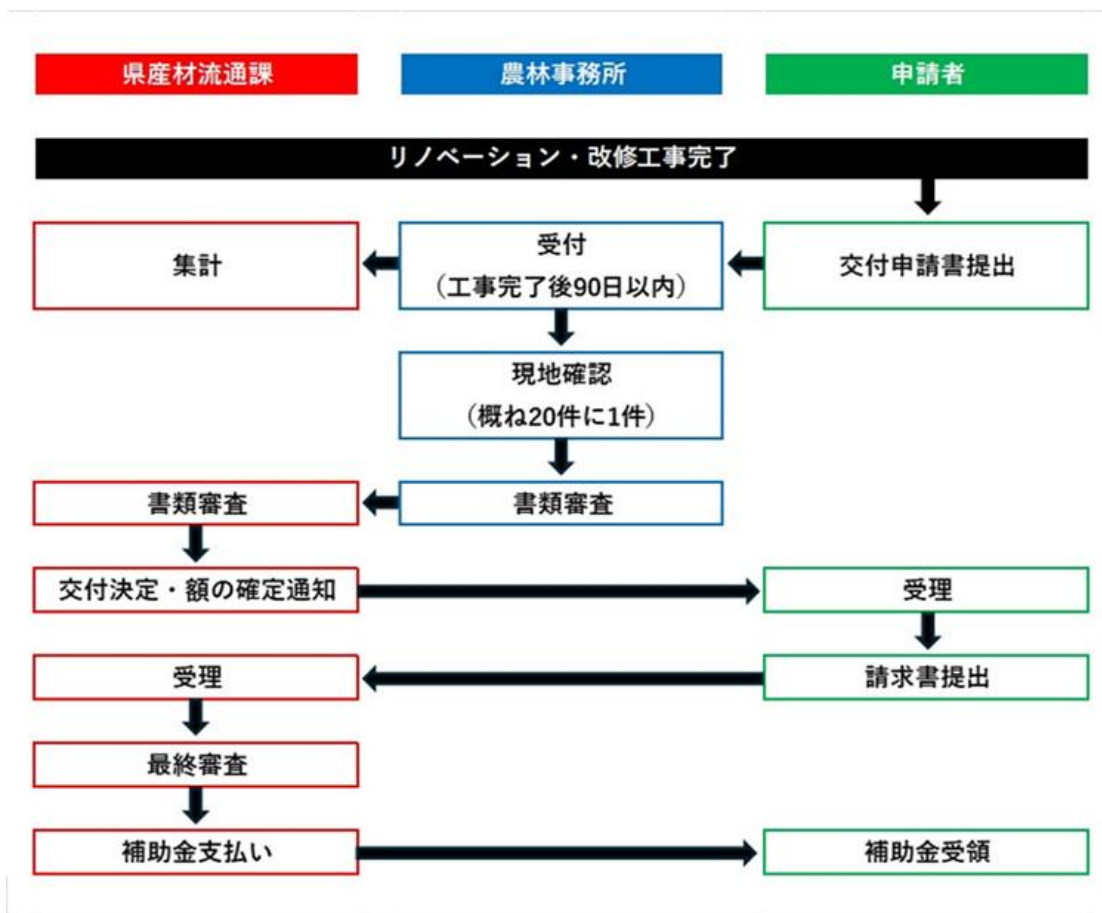 県産材流通課
農林事務所
申請者
リノベーション・改修工事完了
集計
受付
（工事完了後90日以内）
交付申請書提出
現地確認
（概ね20件に1件）
書類審査
書類審査
交付決定・額の確定通知
受理
受理
請求書提出
最終審査
補助金支払い
補助金受領